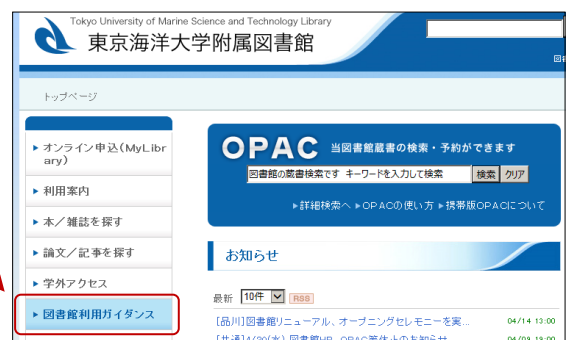 Tokyo University of Marine Science and Technology Library
東京海洋大学附属図書館
トップページ
オンライン申込(MyLibr
ary)
利用案内
本/雑誌を探す
論文/記事を探す
学外アクセス
図書館利用ガイダンス
OPAC 当図書館蔵書の検索・予約ができます
図書館の蔵書検索です キーワードを入力して検索 検索 クリア
詳細検索へ OPACの使い方 携帯版OPACについて
お知らせ
最新 10件 RSS
[品川]図書館リニューアル、オープニングセレモニーを実... 04/14 13:00